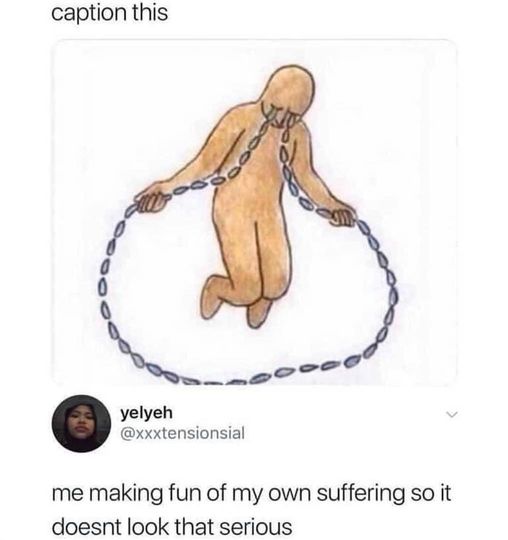 caption this
yelyeh
@xxxtensionsial
me making fun of my own suffering so it
doesnt look that serious